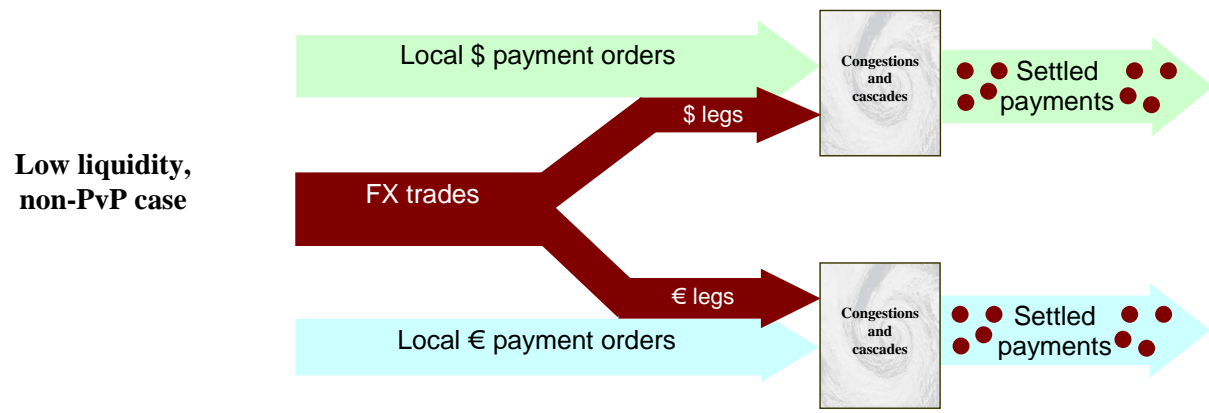 Low liquidity,
non-PvP case
Local $ payment orders
$ legs
FX trades
€ legs
Local € payment orders
Congestions
and
cascades
Settled
payments
Congestions
and
cascades
Settled
payments